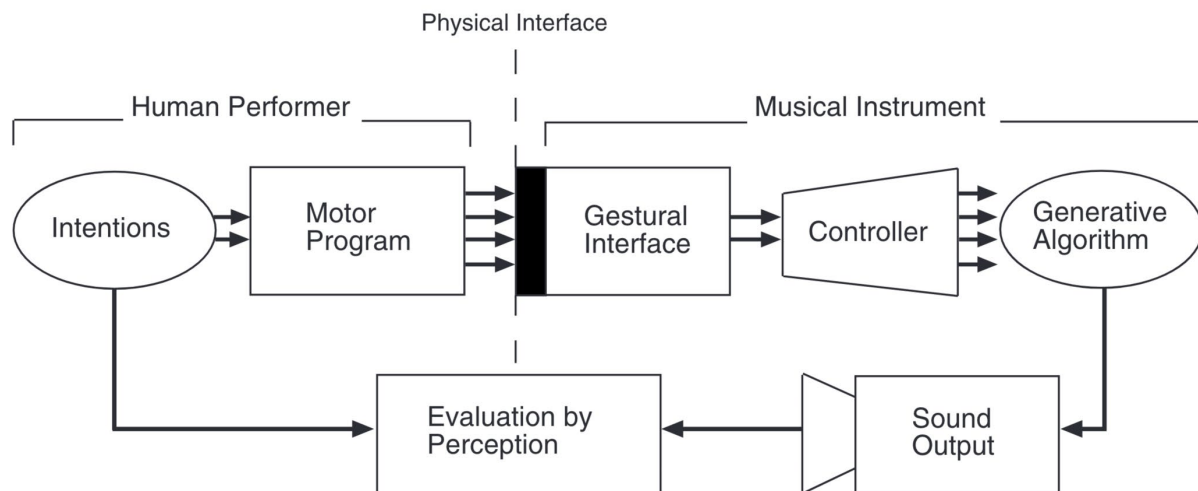 Physical Interface
Human Performer
Musical Instrument
Intentions
Motor
Program
Gestural
Interface
Controller
Generative
Algorithm
Evaluation by
Perception
Sound
Output